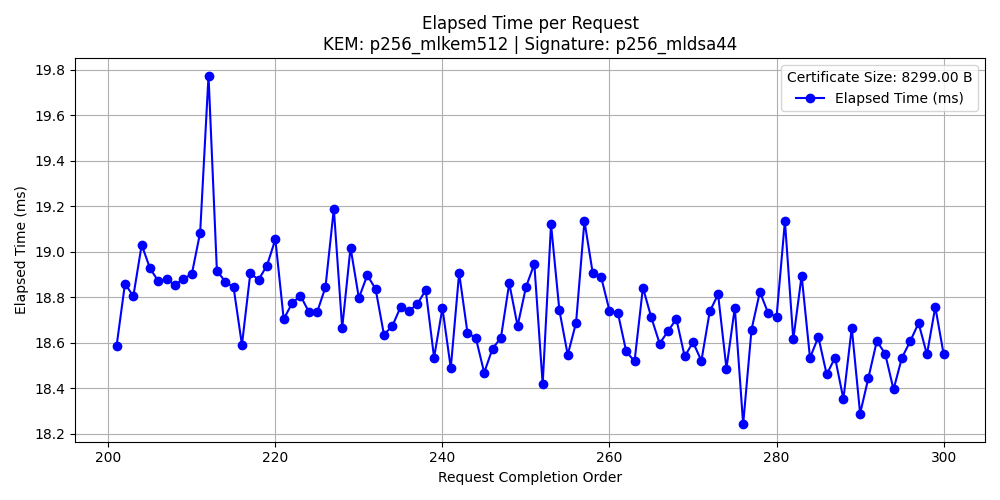 Elapsed Time per Request
KEM: p256_mlkem512 | Signature: p256_mldsa44
Certificate Size: 8299.00 B
Elapsed Time (ms)
Elapsed Time (ms)
19.8
19.6
19.4
19.2
19.0
18.8
18.6
18.4
18.2
200 220 240 260 280 300
Request Completion Order